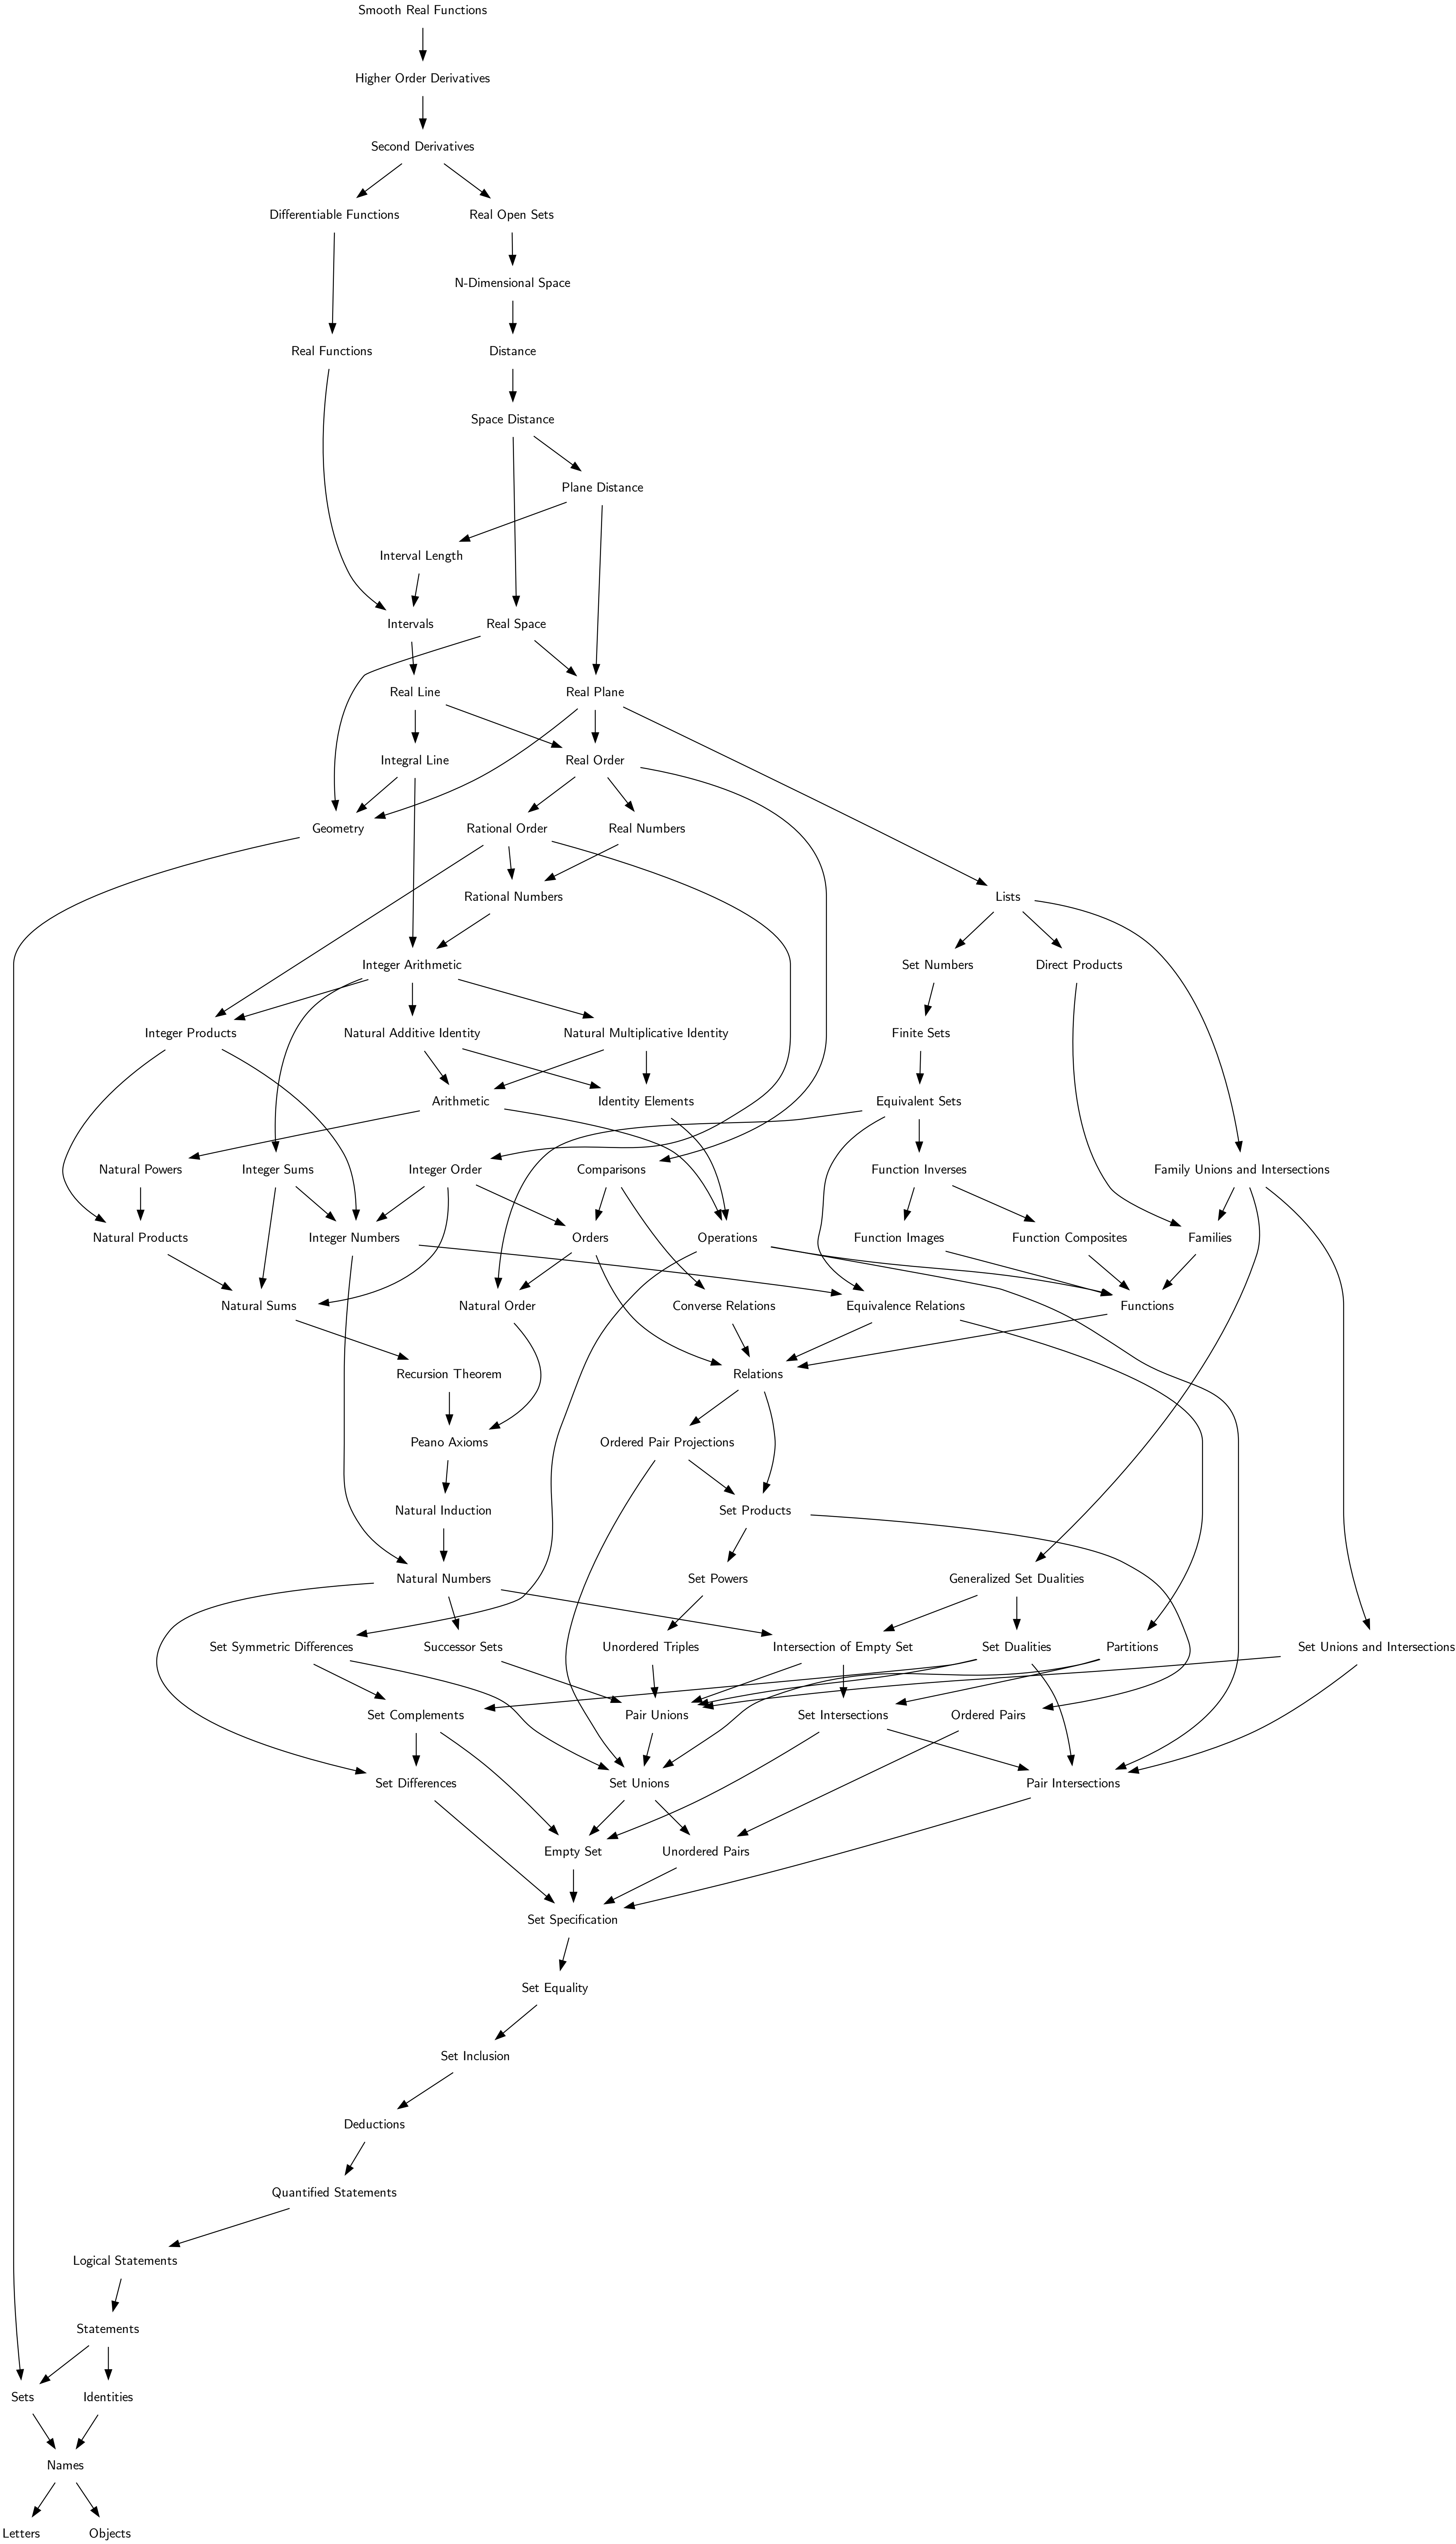 Smooth Real Functions
Higher Order Derivatives
Second Derivatives
Differentiable Functions
Real Open Sets
N-Dimensional Space
Real Functions
Distance
Space Distance
Plane Distance
Interval Length
Intervals
Real Space
Real Line
Real Plane
Integral Line
Real Order
Geometry
Rational Order
Real Numbers
Rational Numbers
Lists
Integer Arithmetic
Set Numbers
Direct Products
Integer Products
Natural Additive Identity
Natural Multiplicative Identity
Finite Sets
Arithmetic
Identity Elements
Equivalent Sets
Natural Powers
Integer Sums
Integer Order
Comparisons
Function Inverses
Family Unions and Intersections
Natural Products
Integer Numbers
Orders
Operations
Function Images
Function Composites
Families
Natural Sums
Natural Order
Converse Relations
Equivalence Relations
Functions
Recursion Theorem
Relations
Peano Axioms
Ordered Pair Projections
Natural Induction
Set Products
Natural Numbers
Set Powers
Generalized Set Dualities
Set Symmetric Differences
Successor Sets
Unordered Triples
Intersection of Empty Set
Set Dualities
Partitions
Set Unions and Intersections
Set Complements
Pair Unions
Set Intersections
Ordered Pairs
Set Differences
Set Unions
Pair Intersections
Empty Set
Unordered Pairs
Set Specification
Set Equality
Set Inclusion
Deductions
Quantified Statements
Logical Statements
Statements
Sets
Identities
Names
Letters
Objects